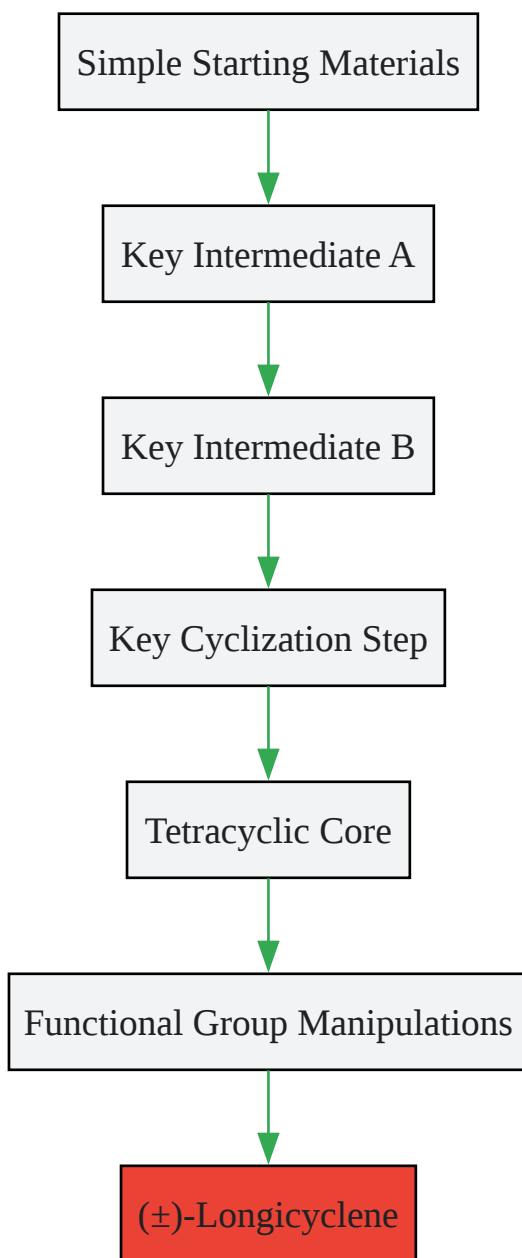 Simple Starting Materials
Key Intermediate A
Key Intermediate B
Key Cyclization Step
Tetracyclic Core
Functional Group Manipulations
(±)-Longicyclene